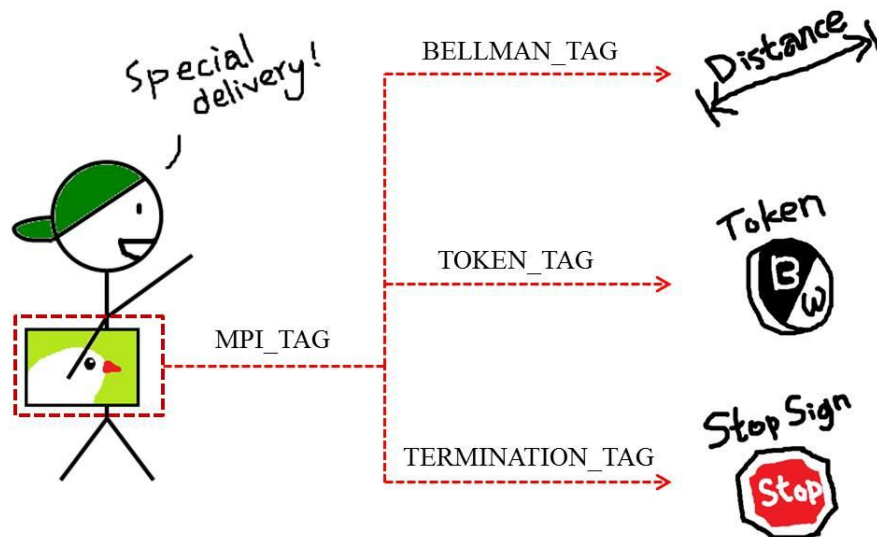 Special
delivery!
BELLMAN_TAG
Distance
TOKEN_TAG
Token
B
W
MPI_TAG
TERMINATION_TAG
Stop Sign
Stop